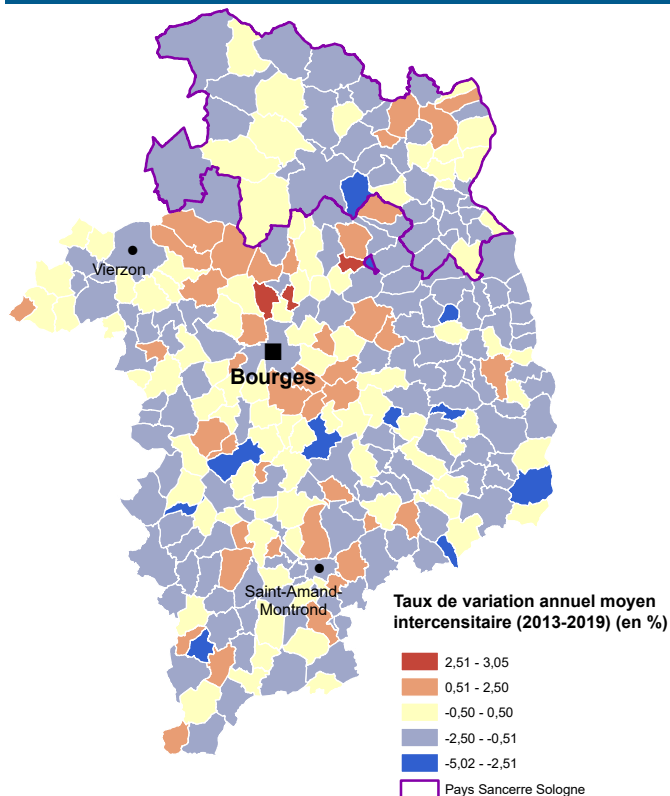 Vierzon
Bourges
Saint-Amand-
Montrond
Taux de variation annuel moyen
intercensitaire (2013-2019) (en %)
2,51 - 3,05
0,51 - 2,50
-0,50 - 0,50
-2,50 - -0,51
-5,02 - -2,51
Pays Sancerre Sologne